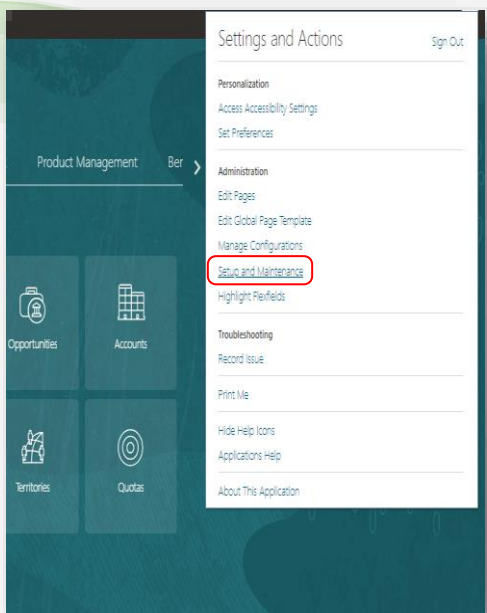 Settings and Actions
Sign Out
Personalization
Access Accessibility Settings
Set Preferences
Product Management
Ber
Administration
Edit Pages
Edit Global Page Template
Manage Configurations
Setup and Maintenance
Highlight Flexfields
Opportunities
Accounts
Troubleshooting
Record Issue
Print Me
Hide Help Icons
Applications Help
Territories
Quotas
About This Application